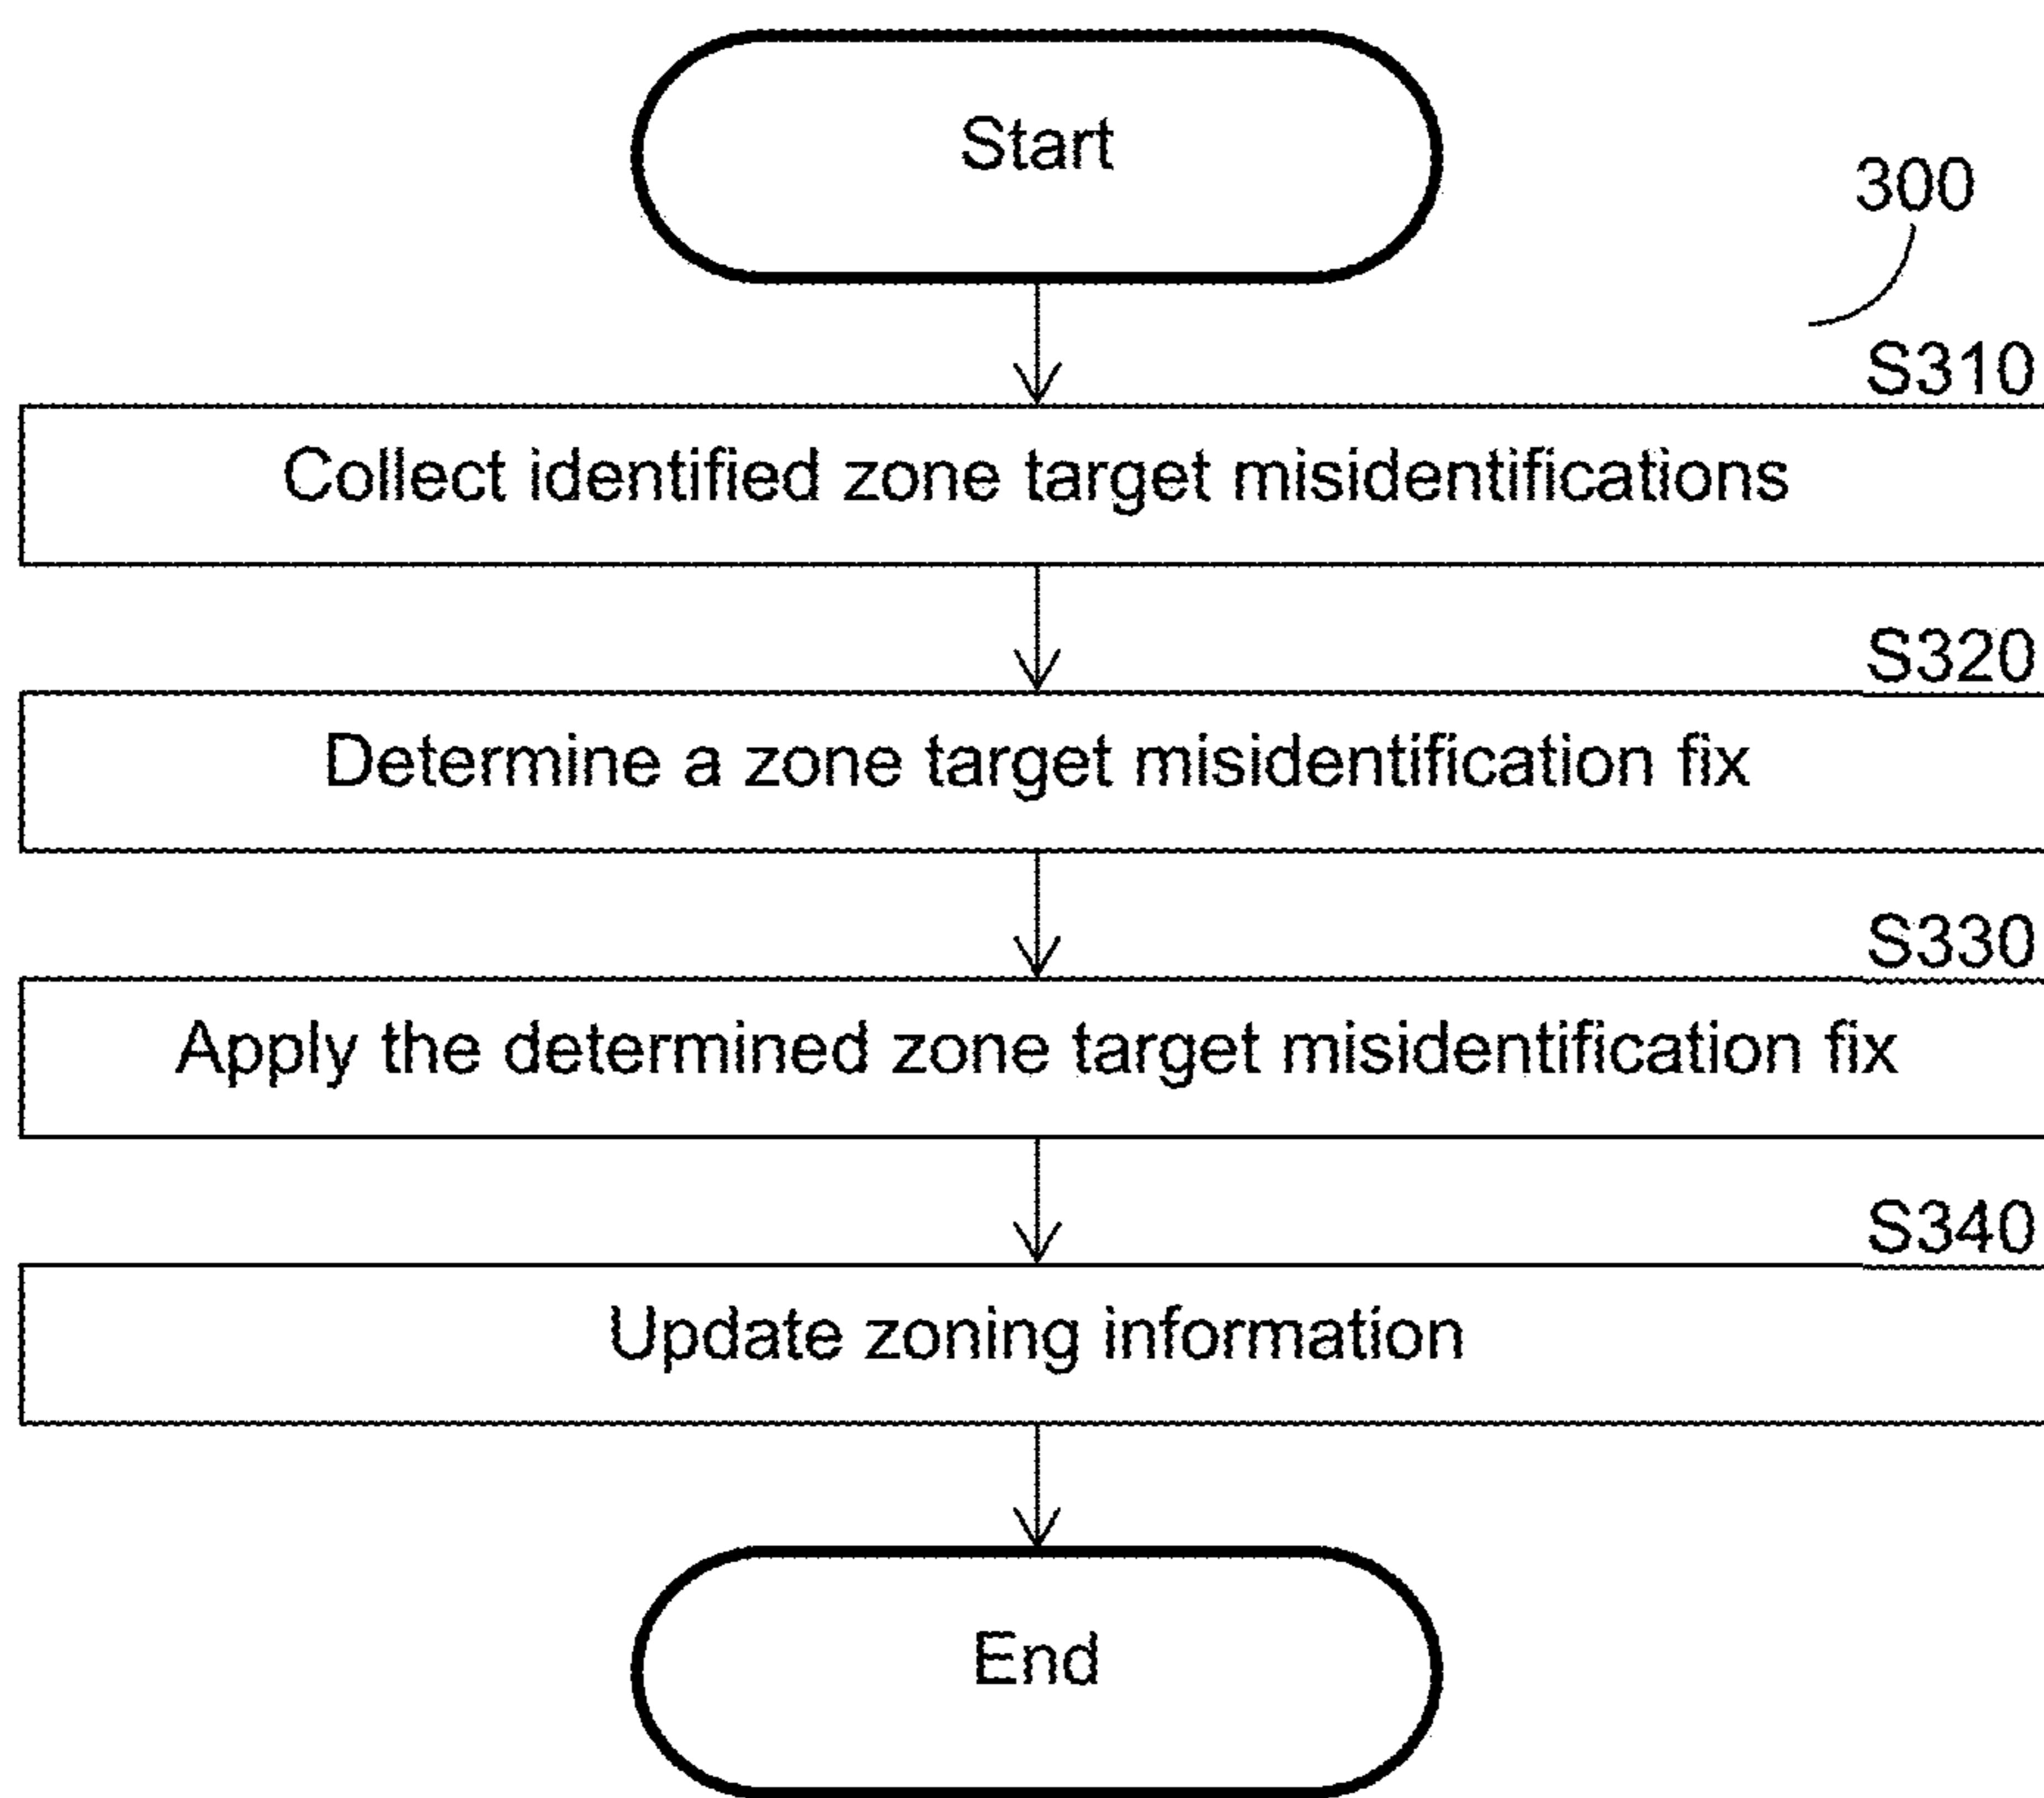 Start
300
S310
Collect identified zone target misidentifications
S320
Determine a zone target misidentification fix
S330
Apply the determined zone target misidentification fix
S340
Update zoning information
End